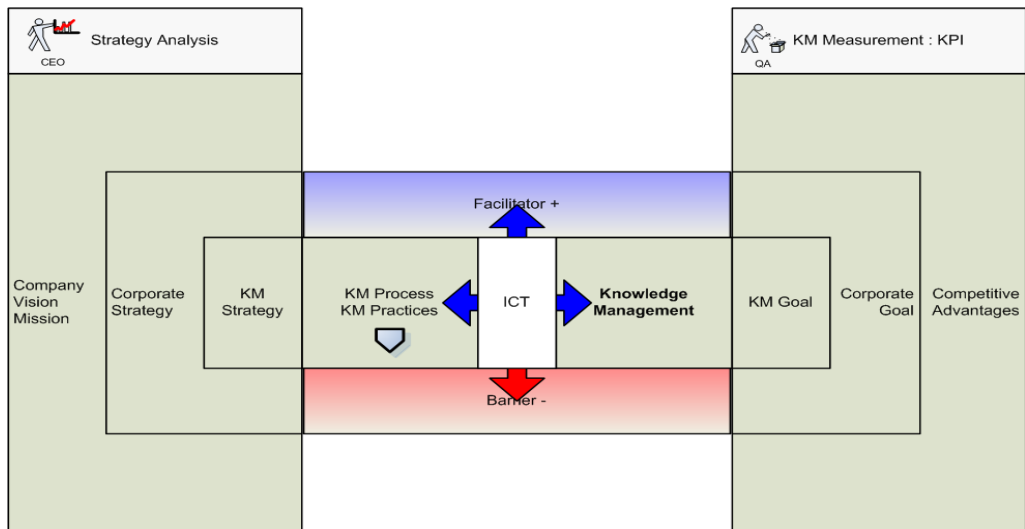 Strategy Analysis
CEO
KM Measurement : KPI
QA
Facilitator +
Company
Vision
Mission
Corporate
Strategy
KM
Strategy
KM Process
KM Practices
ICT
Knowledge
Management
KM Goal
Corporate
Goal
Competitive
Advantages
Barrier -